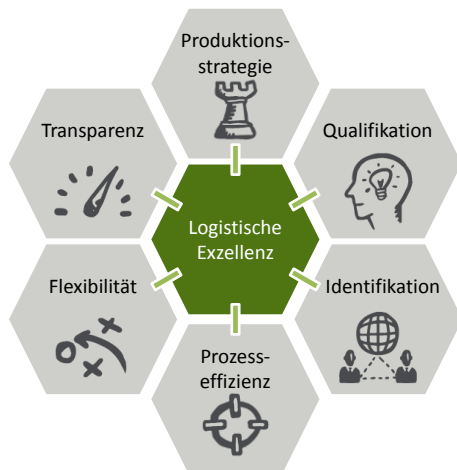 Produktions-
strategie
Transparenz
Qualifikation
Logistische
Exzellenz
Flexibilität
Identifikation
Prozess-
effizienz